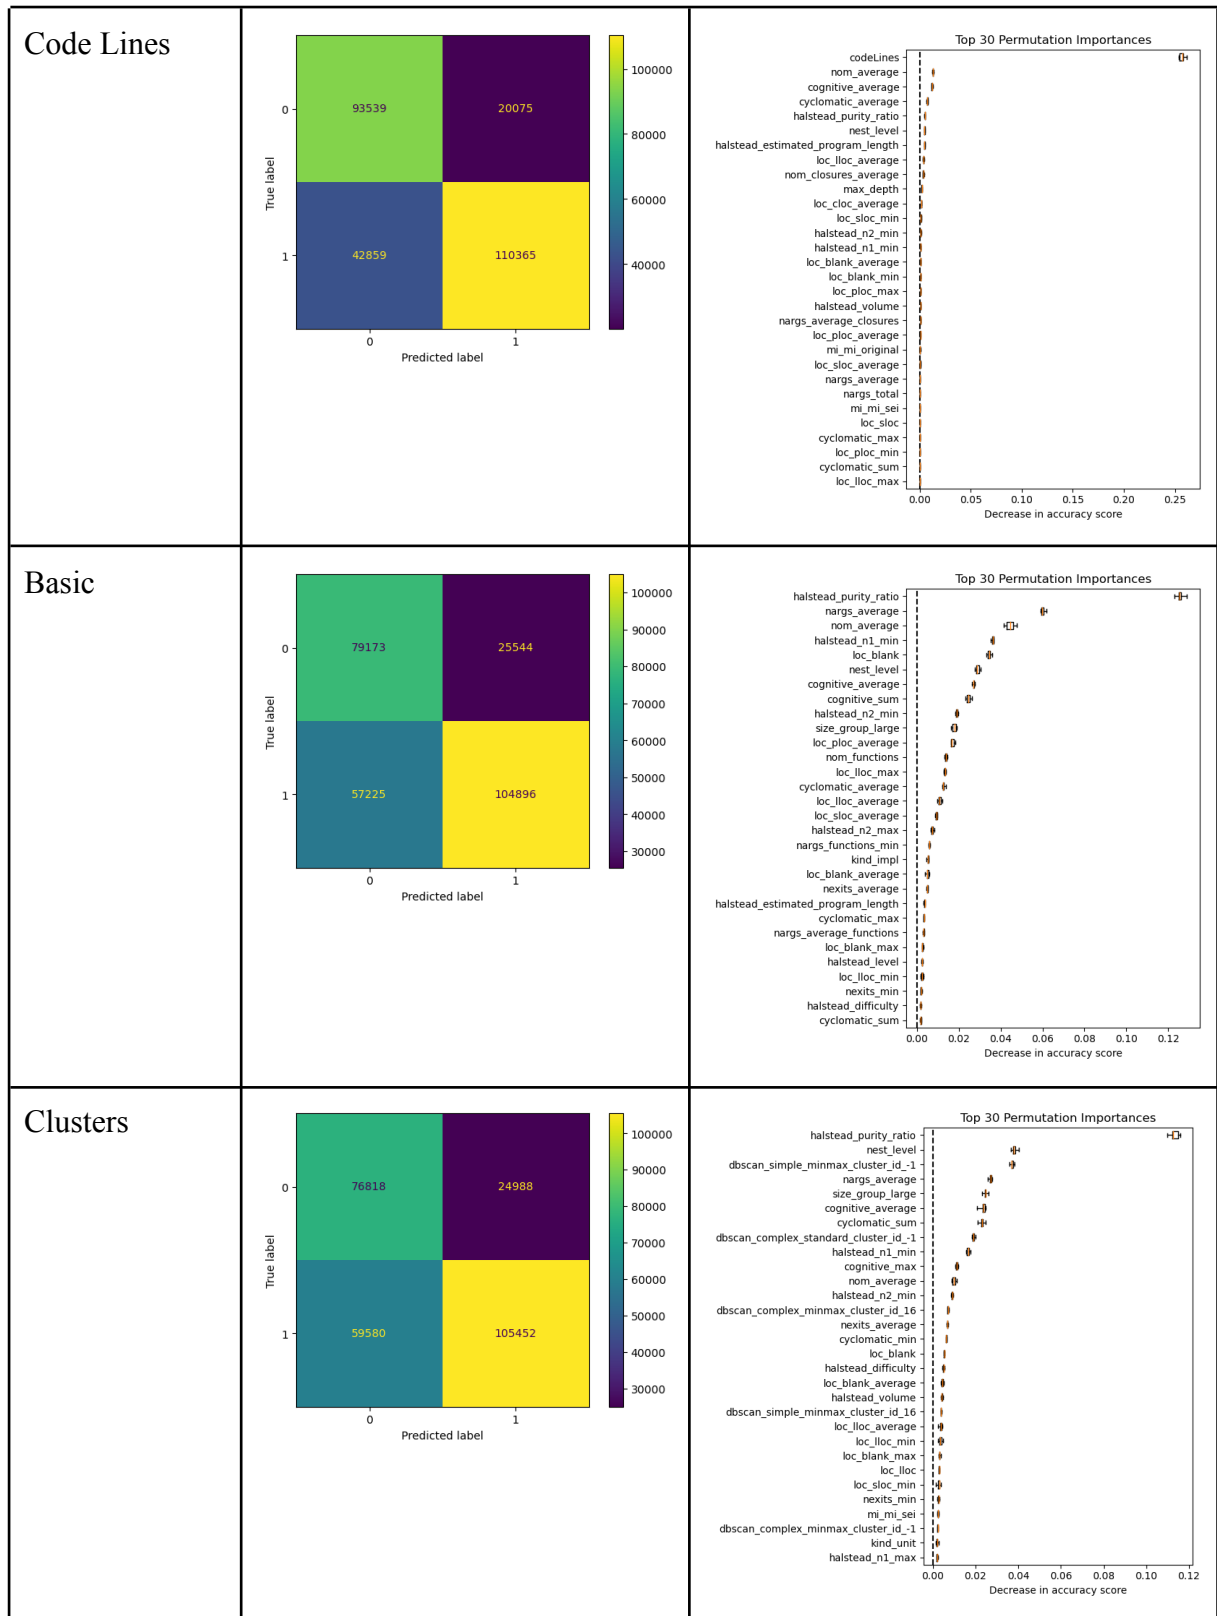 Code Lines
0
93539
20075
1
42859
110365
0
1
True label
Predicted label
100000
80000
60000
40000
Top 30 Permutation Importances
codeLines
nom_average
cognitive_average
cyclomatic_average
halstead_purity_ratio
nest_level
halstead_estimated_program_length
loc_lloc_average
nom_closures_average
max_depth
loc_cloc_average
loc_sloc_min
halstead_n2_min
halstead_n1_min
loc_blank_average
loc_blank_min
loc_ploc_max
halstead_volume
nargs_average_closures
loc_ploc_average
mi_mi_original
loc_sloc_average
nargs_average
nargs_total
mi_mi_sei
loc_sloc
cyclomatic_max
loc_ploc_min
cyclomatic_sum
loc_lloc_max
0.00 0.05 0.10 0.15 0.20 0.25
Decrease in accuracy score
Basic
0
79173
25544
1
57225
104896
0
1
True label
Predicted label
100000
90000
80000
70000
60000
50000
40000
30000
Top 30 Permutation Importances
halstead_purity_ratio
nargs_average
nom_average
halstead_n1_min
loc_blank
nest_level
cognitive_average
cognitive_sum
halstead_n2_min
size_group_large
loc_ploc_average
nom_functions
loc_lloc_max
cyclomatic_average
loc_lloc_average
loc_sloc_average
halstead_n2_max
nargs_functions_min
kind_impl
loc_blank_average
nexits_average
halstead_estimated_program_length
cyclomatic_max
nargs_average_functions
loc_blank_max
halstead_level
loc_lloc_min
nexits_min
halstead_difficulty
cyclomatic_sum
0.00 0.02 0.04 0.06 0.08 0.10 0.12
Decrease in accuracy score
Clusters
0
76818
24988
1
59580
105452
0
1
True label
Predicted label
100000
90000
80000
70000
60000
50000
40000
30000
Top 30 Permutation Importances
halstead_purity_ratio
nest_level
dbscan_simple_minmax_cluster_id_-1
nargs_average
size_group_large
cognitive_average
cyclomatic_sum
dbscan_complex_standard_cluster_id_-1
halstead_n1_min
cognitive_max
nom_average
halstead_n2_min
dbscan_complex_minmax_cluster_id_16
nexits_average
cyclomatic_min
loc_blank
halstead_difficulty
loc_blank_average
halstead_volume
dbscan_simple_minmax_cluster_id_16
loc_lloc_average
loc_lloc_min
loc_blank_max
loc_lloc
loc_sloc_min
nexits_min
mi_mi_sei
dbscan_complex_minmax_cluster_id_-1
kind_unit
halstead_n1_max
0.00 0.02 0.04 0.06 0.08 0.10 0.12
Decrease in accuracy score